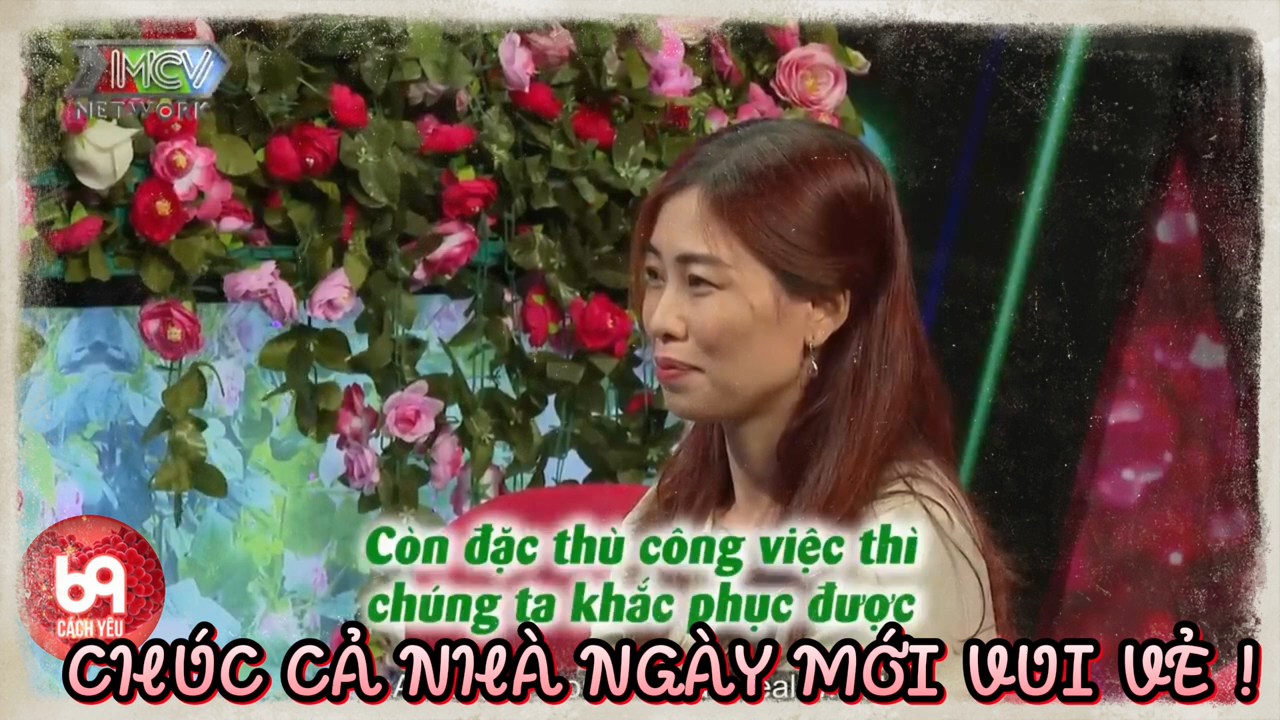 MCV
NETWORK
Còn đặc thù công việc thì
chúng ta khắc phục được
69
CÁCH YÊU
CHÚC CẢ NHÀ NGÀY MỚI VUI VẺ !